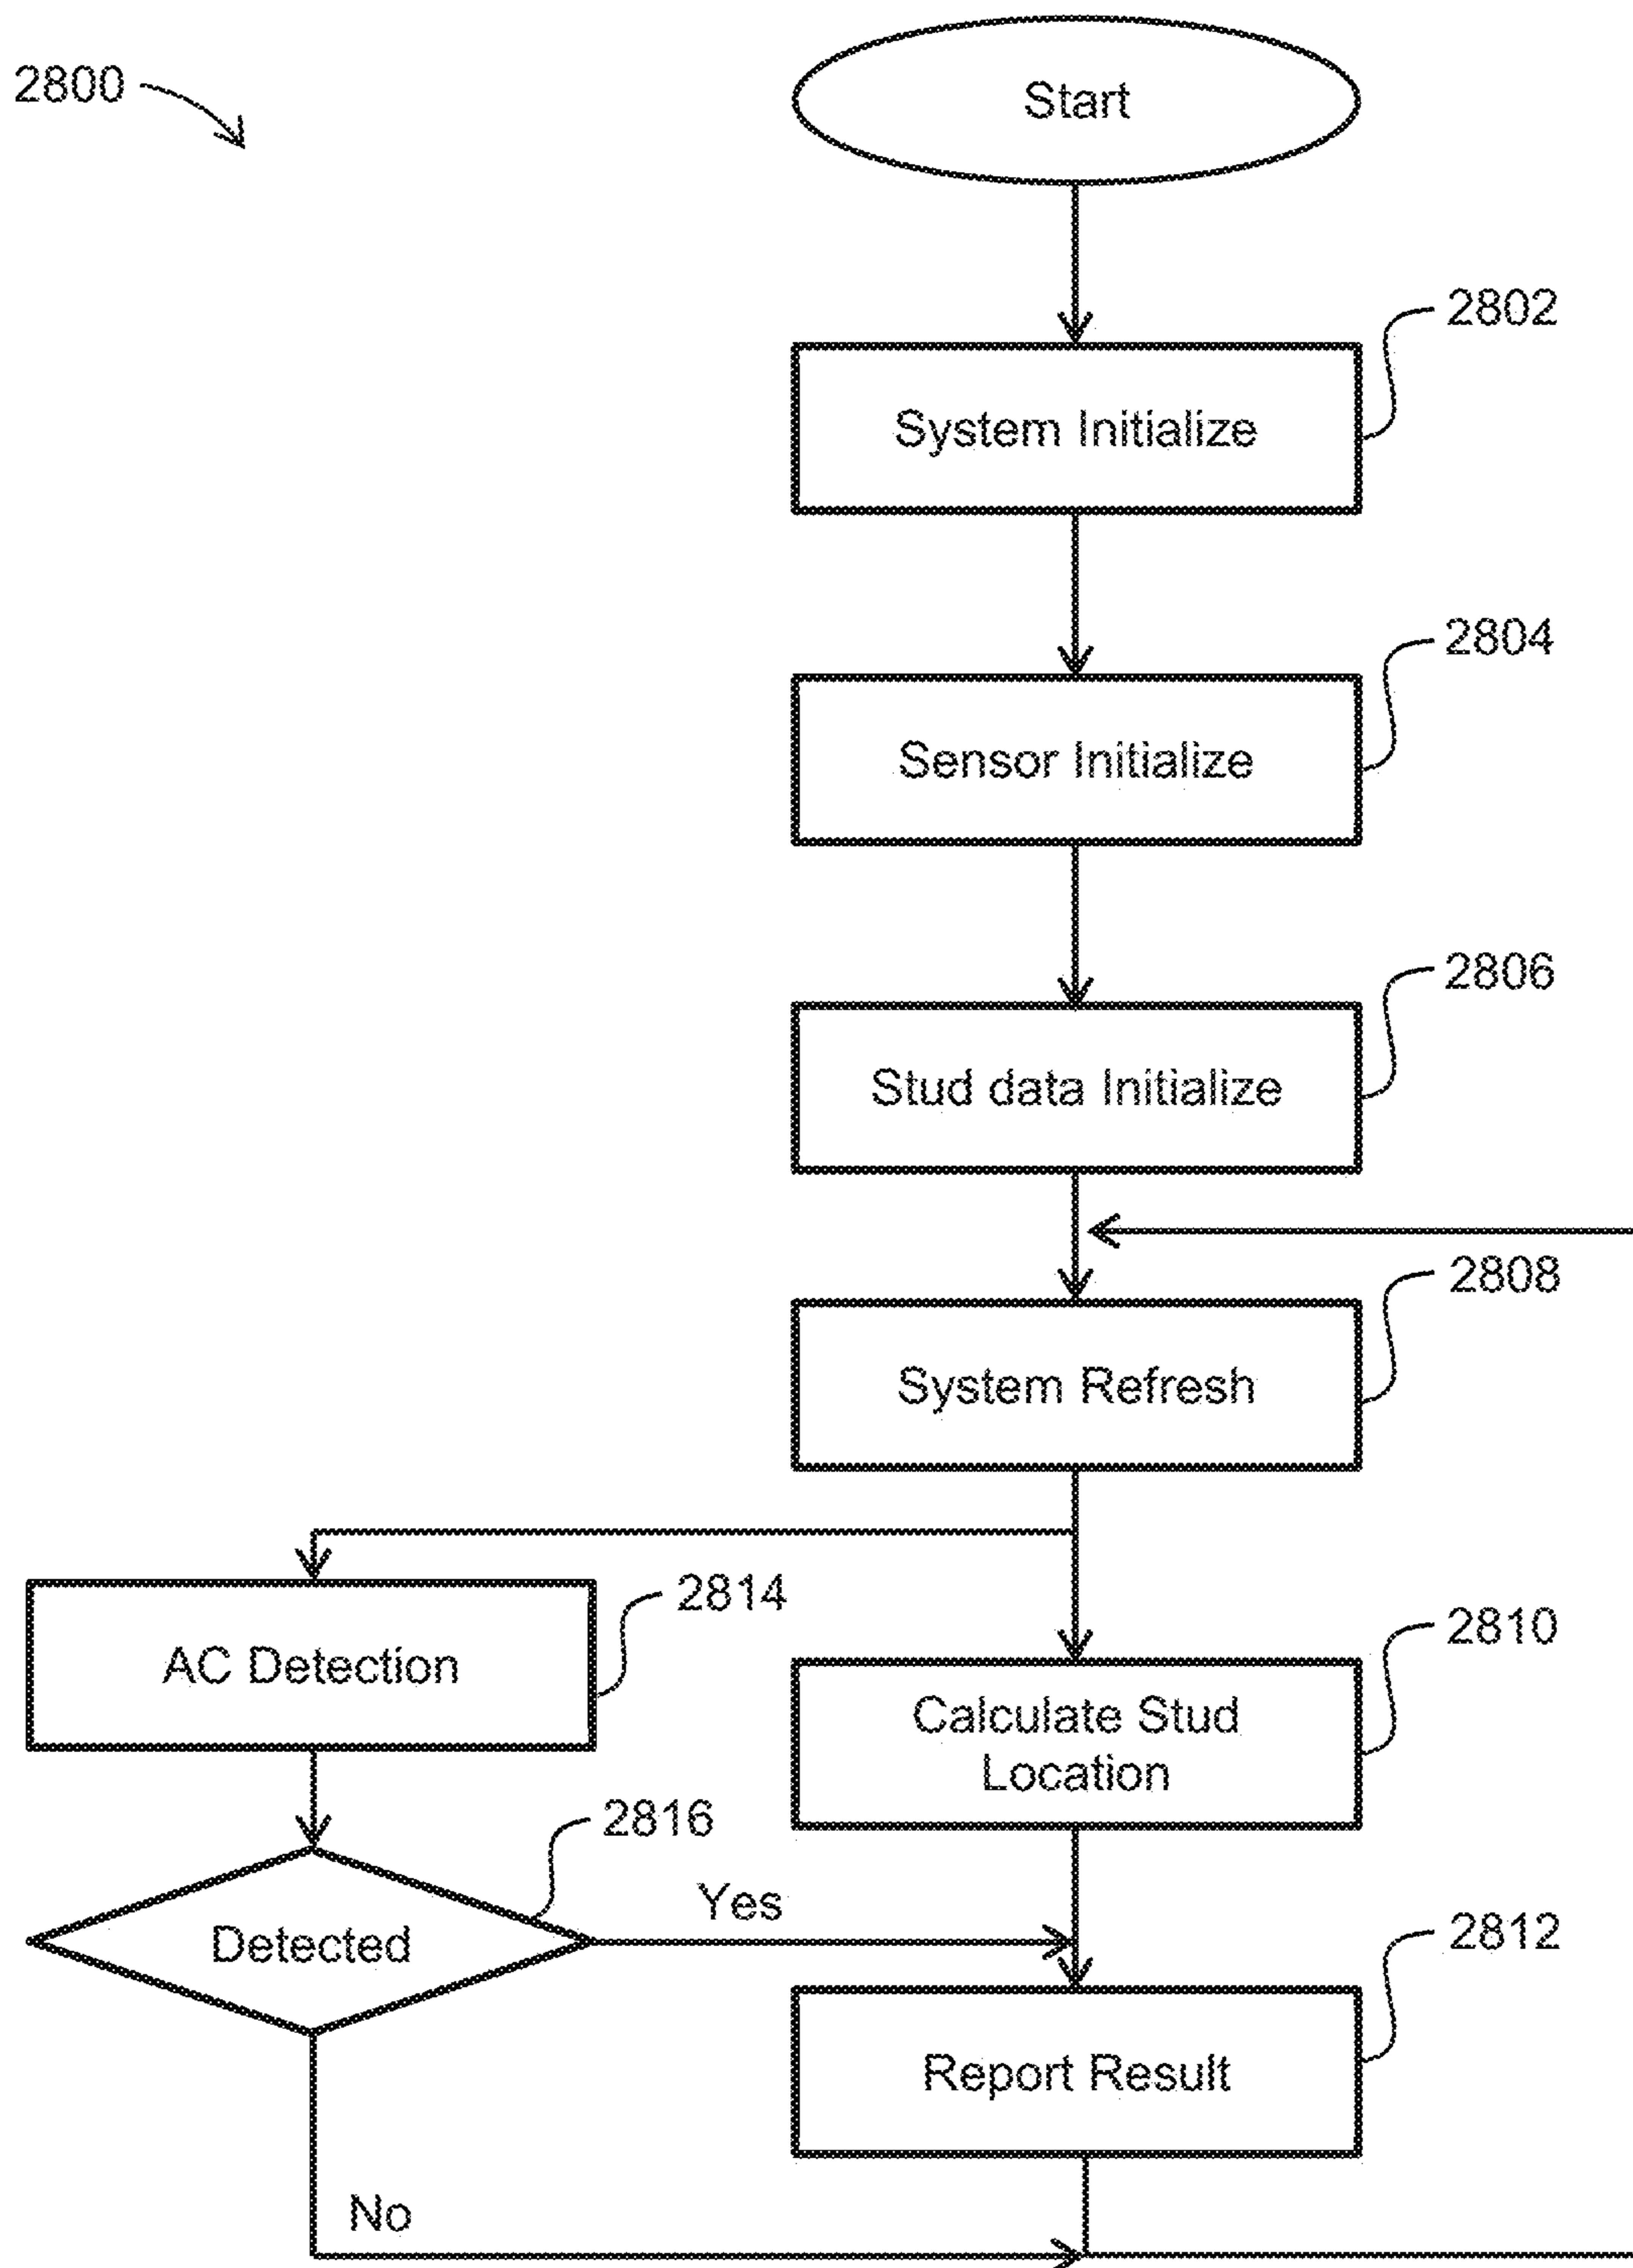 2800
Start
2802
System Initialize
2804
Sensor Initialize
2806
Stud data Initialize
2808
System Refresh
2814
AC Detection
2810
Calculate Stud
Location
2816
Yes
Detected
2812
Report Result
No